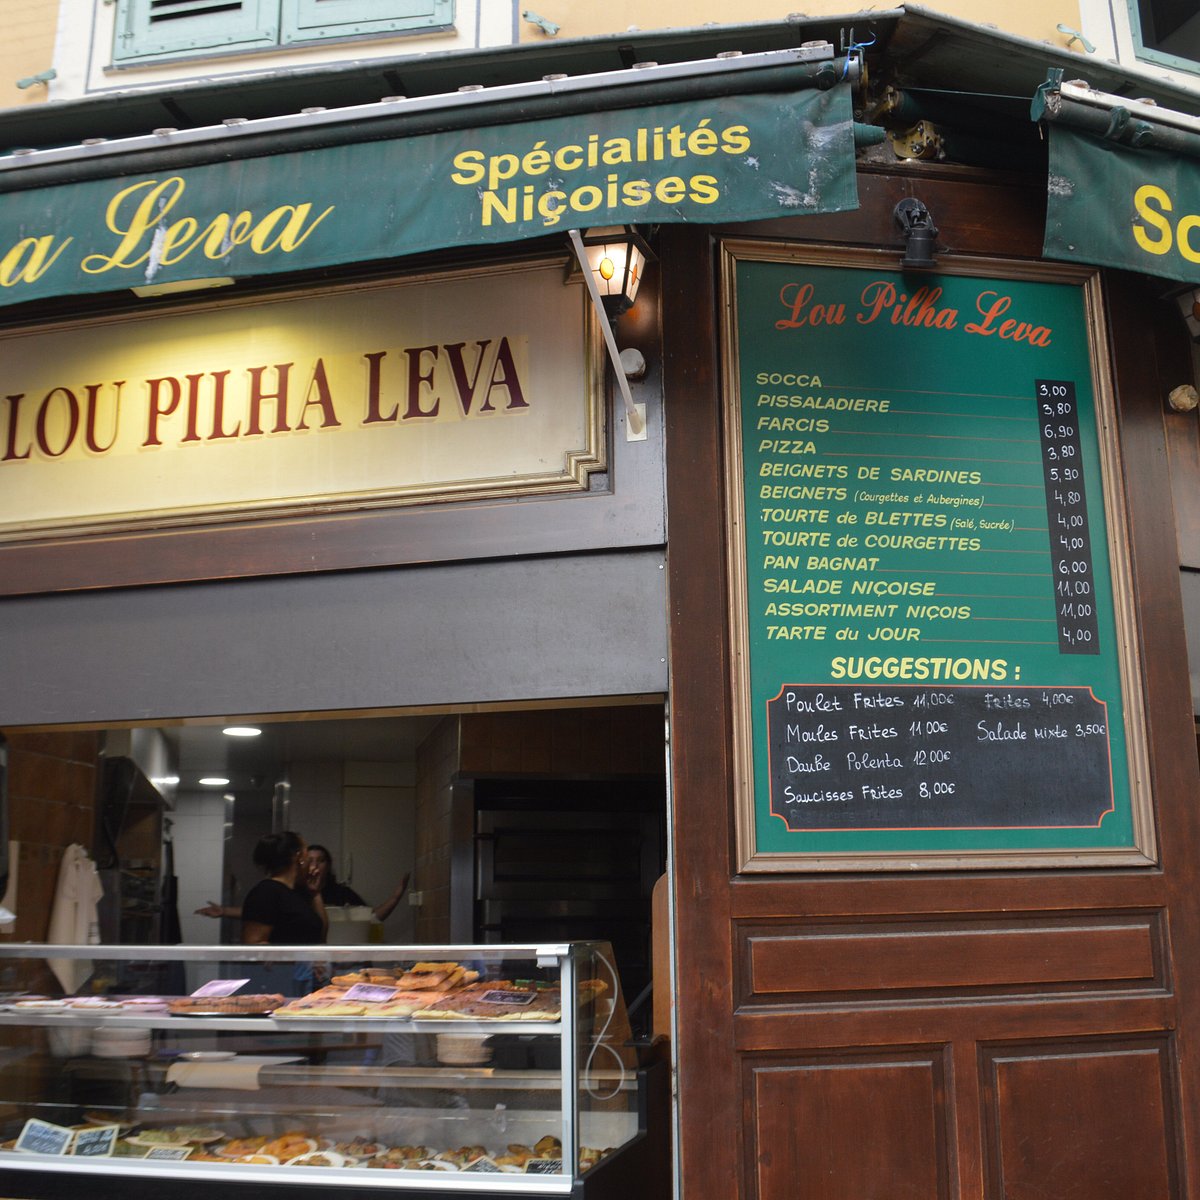 a Leva
Spécialités
Niçoises
So
LOU PILHA LEVA
Lou Pilha Leva
SOCCA 3,00
PISSALADIERE 3,80
FARCIS 6,90
PIZZA 3,80
BEIGNETS DE SARDINES 5,90
BEIGNETS (Courgettes et Aubergines) 4,80
TOURTE de BLETTES (Salé, Sucrée) 4,00
TOURTE de COURGETTES 4,00
PAN BAGNAT 6,00
SALADE NIÇOISE 11,00
ASSORTIMENT NIÇOIS 11,00
TARTE du JOUR 4,00
SUGGESTIONS :
Poulet Frites 11,00€ Frites 4,00€
Moules Frites 11 00€ Salade mixte 3,50€
Daube Polenta 12 00€
Saucisses Frites 8,00€